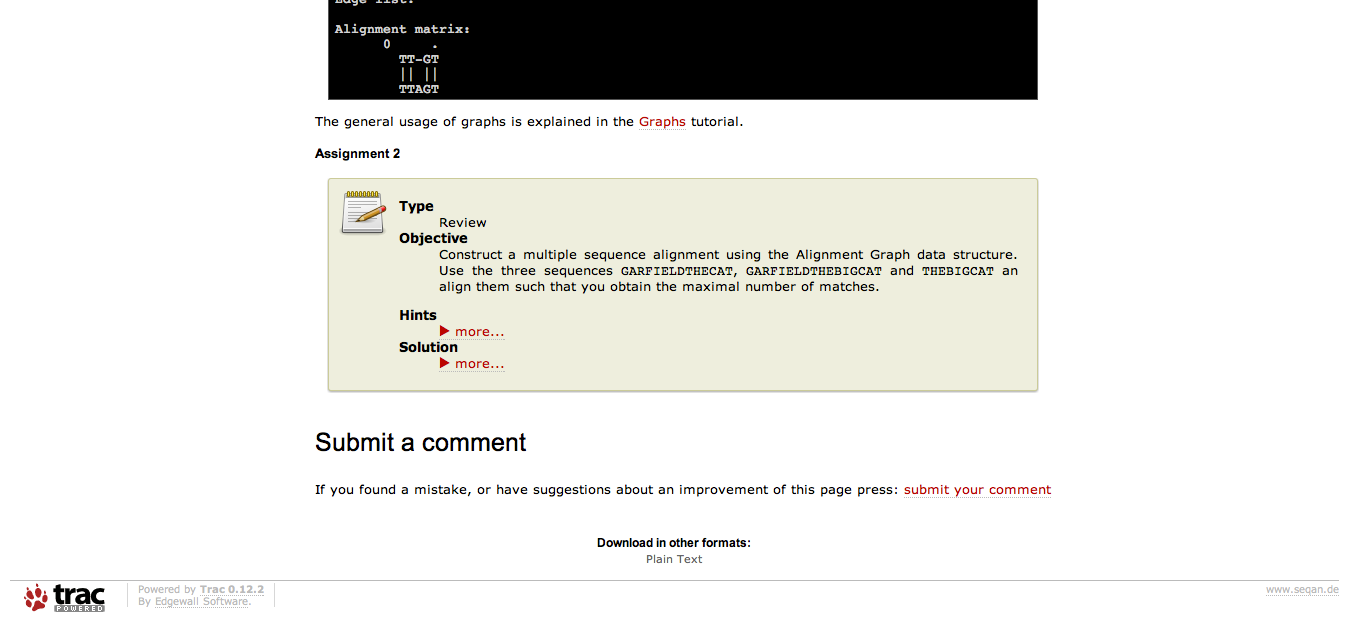 Edge list:
Alignment matrix:
0 .
TT-GT
|| ||
TTAGT
The general usage of graphs is explained in the Graphs tutorial.
Assignment 2
Type
Review
Objective
Construct a multiple sequence alignment using the Alignment Graph data structure.
Use the three sequences GARFIELDTHECAT, GARFIELDTHEBIGCAT and THEBIGCAT an
align them such that you obtain the maximal number of matches.
Hints
▶ more...
Solution
▶ more...
Submit a comment
If you found a mistake, or have suggestions about an improvement of this page press: submit your comment
Download in other formats:
Plain Text
trac
POWERED
Powered by Trac 0.12.2
By Edgewall Software.
www.seqan.de